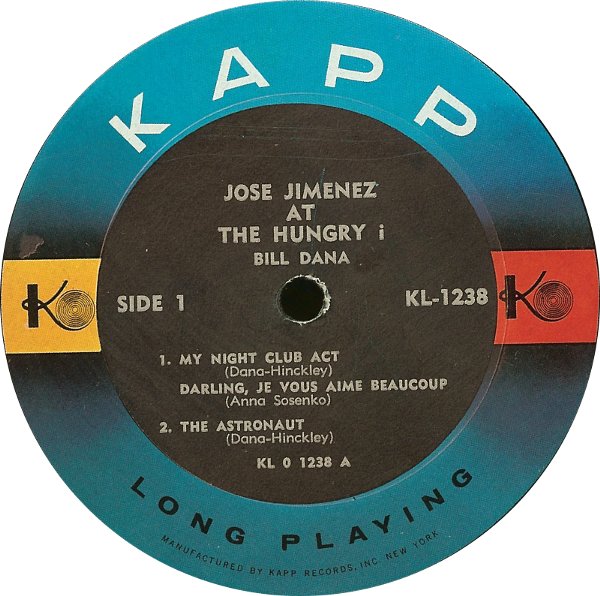 KAPP
JOSE JIMENEZ
AT
THE HUNGRY i
BILL DANA
SIDE 1
KL-1238
1. MY NIGHT CLUB ACT
(Dana-Hinckley)
DARLING, JE VOUS AIME BEAUCOUP
(Anna Sosenko)
2. THE ASTRONAUT
(Dana-Hinckley)
KL 0 1238 A
LONG PLAYING
MANUFACTURED BY KAPP RECORDS, INC. NEW YORK